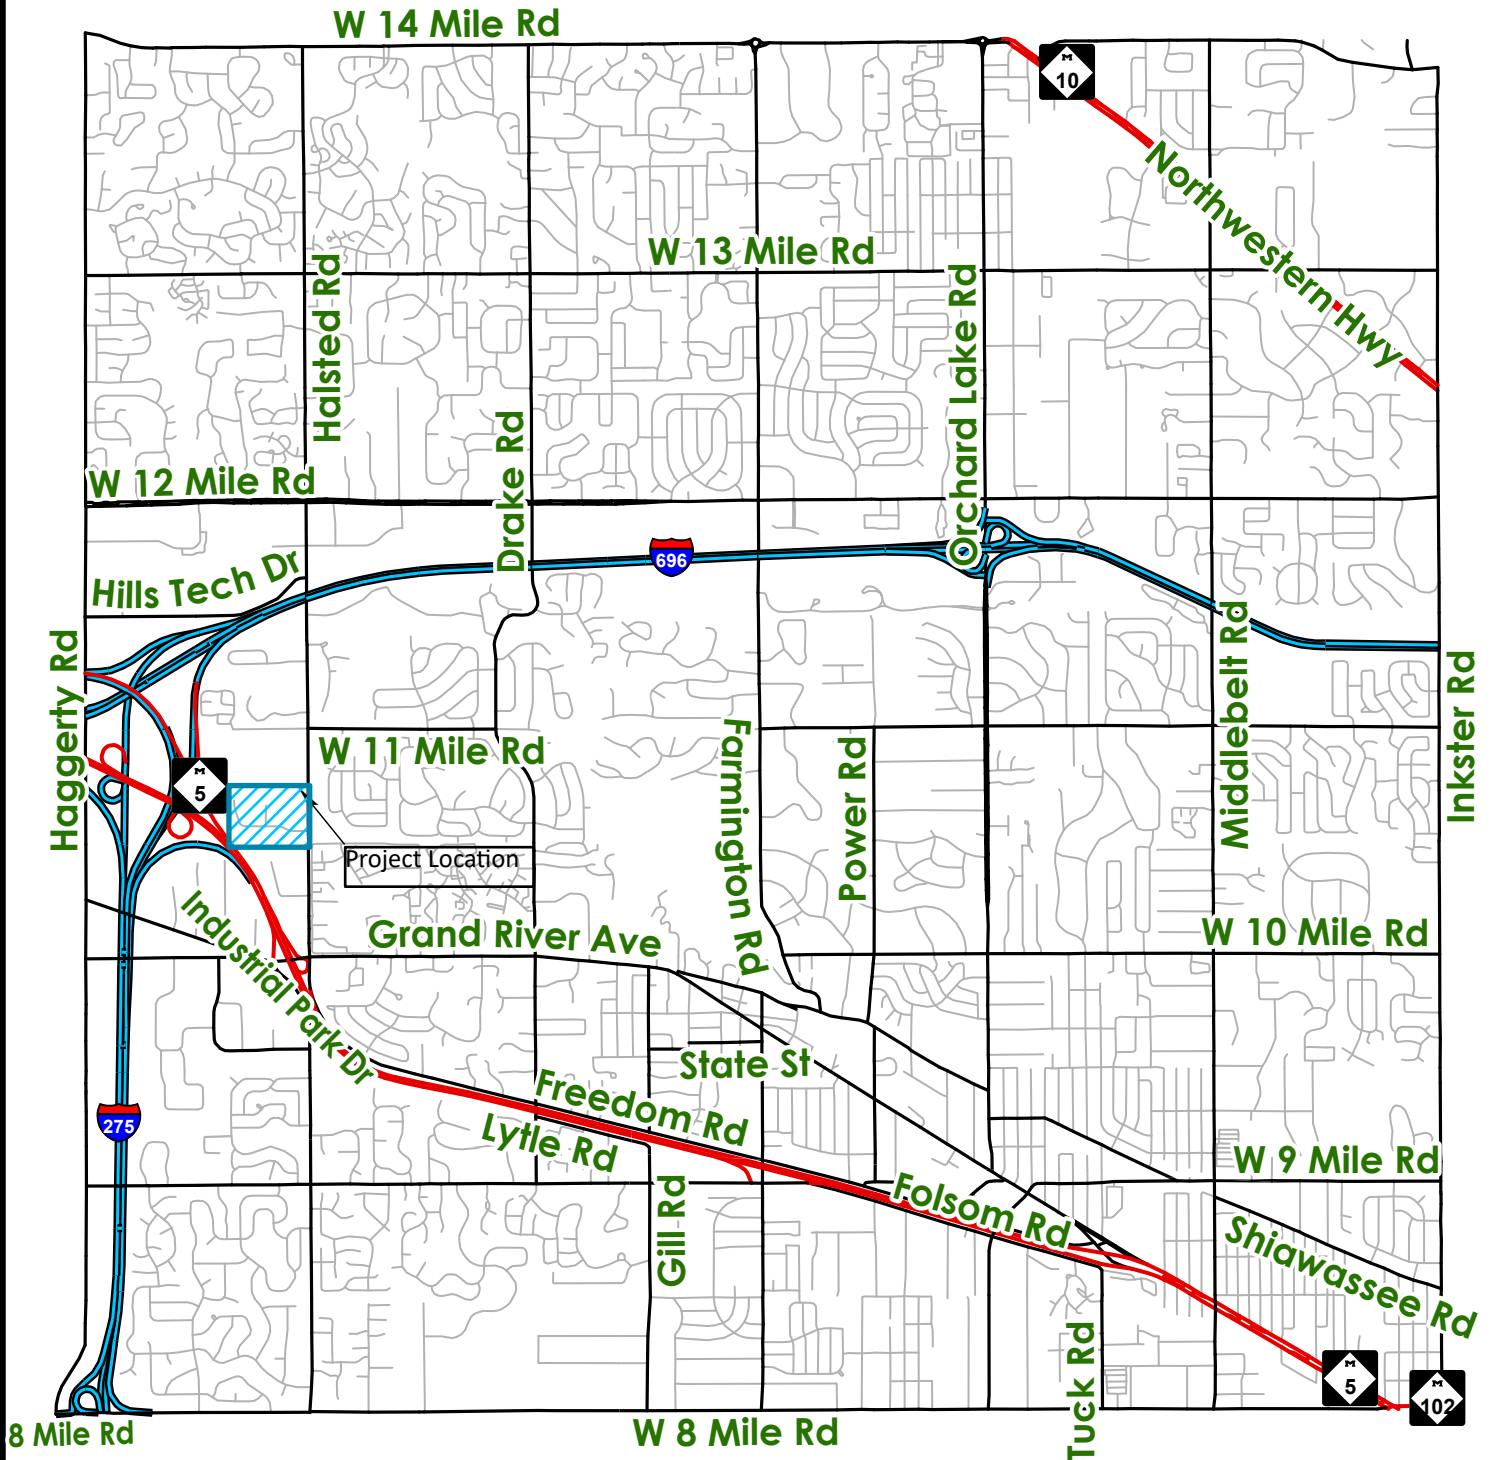 W 14 Mile Rd
M
10
Northwestern Hwy
W 13 Mile Rd
Halsted Rd
Orchard Lake Rd
Drake Rd
W 12 Mile Rd
696
Hills Tech Dr
Haggerty Rd
Middlebelt Rd
Inkster Rd
W 11 Mile Rd
Farmington Rd
Power Rd
M
5
Project Location
Industrial Park Dr
Grand River Ave
W 10 Mile Rd
State St
Freedom Rd
Lytle Rd
275
W 9 Mile Rd
Gill Rd
Folsom Rd
Shiawassee Rd
Tuck Rd
M
5
M
102
8 Mile Rd
W 8 Mile Rd